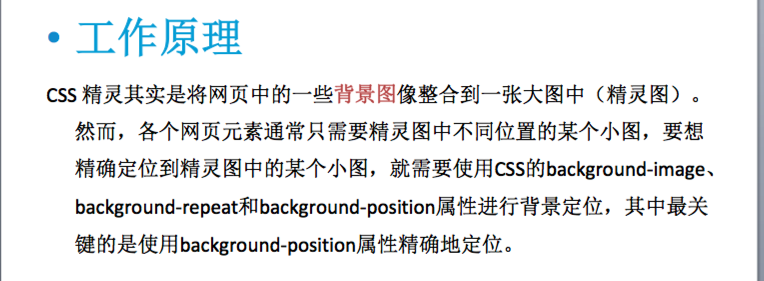 • 工作原理
CSS 精灵其实是将网页中的一些背景图像整合到一张大图中（精灵图）。
然而，各个网页元素通常只需要精灵图中不同位置的某个小图，要想
精确定位到精灵图中的某个小图，就需要使用CSS的background-image、
background-repeat和background-position属性进行背景定位，其中最关
键的是使用background-position属性精确地定位。